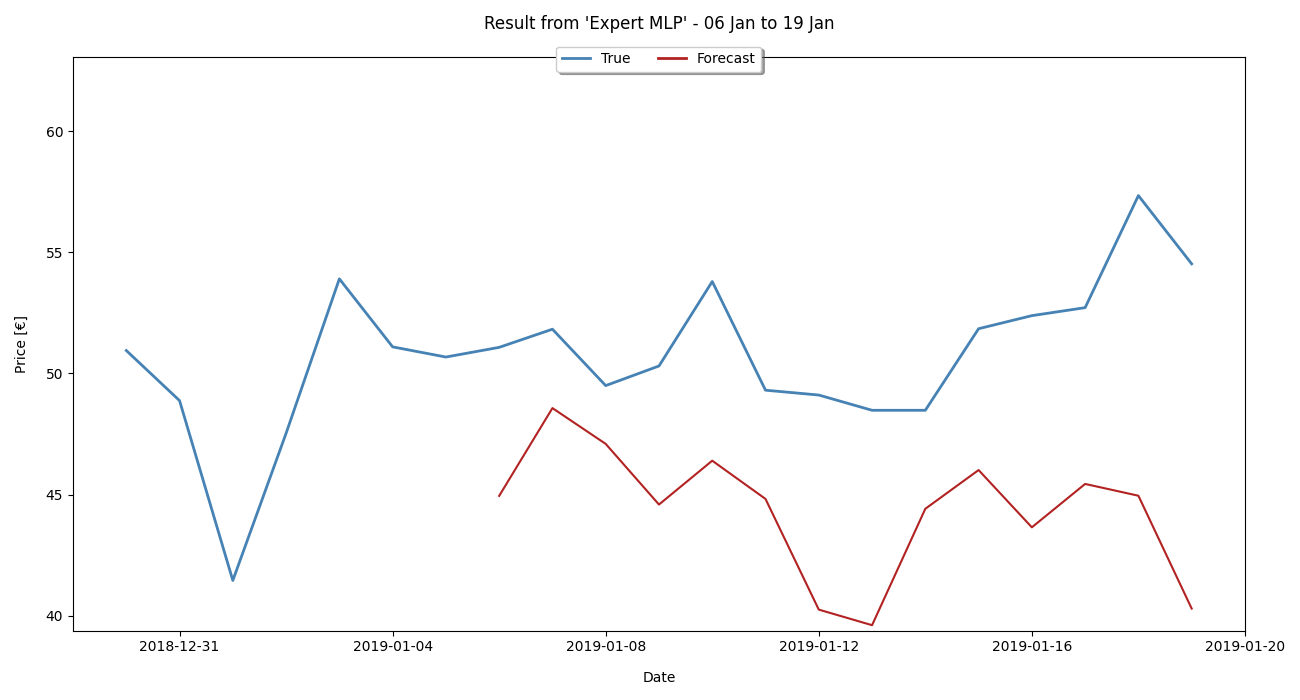 Result from 'Expert MLP' - 06 Jan to 19 Jan
True Forecast
Price [€]
60
55
50
45
40
2018-12-31 2019-01-04 2019-01-08 2019-01-12 2019-01-16 2019-01-20
Date